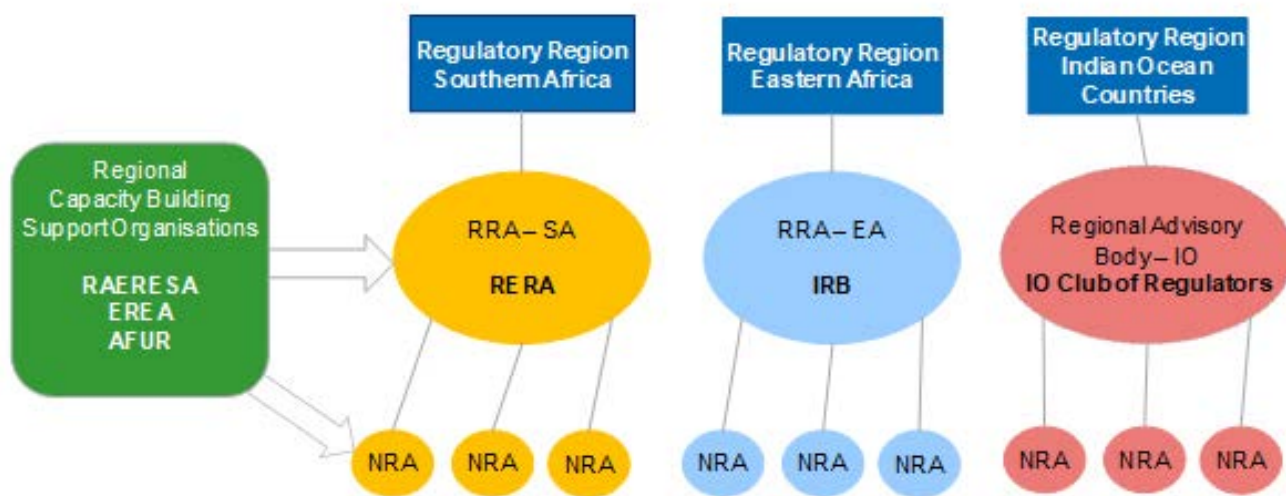 Regulatory Region
Southern Africa
Regulatory Region
Eastern Africa
Regulatory Region
Indian Ocean
Countries
Regional
Capacity Building
Support Organisations
RAERESA
EREA
AFUR
RRA – SA
RERA
RRA – EA
IRB
Regional Advisory
Body – IO
IO Club of Regulators
NRA
NRA
NRA
NRA
NRA
NRA
NRA
NRA
NRA